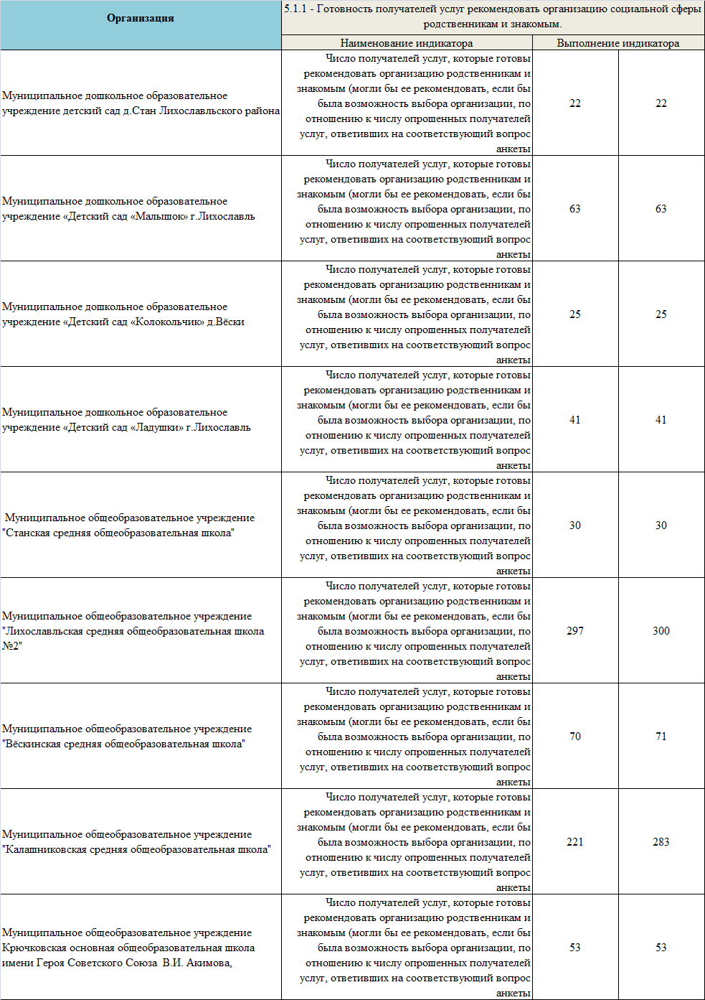 Организация
5.1.1 - Готовность получателей услуг рекомендовать организацию социальной сферы
родственникам и знакомым.
Наименование индикатора
Выполнение индикатора
Муниципальное дошкольное образовательное
учреждение детский сад д.Стан Лихославльского района
Число получателей услуг, которые готовы
рекомендовать организацию родственникам и
знакомым (могли бы ее рекомендовать, если бы
была возможность выбора организации, по
отношению к числу опрошенных получателей
услуг, ответивших на соответствующий вопрос
анкеты
22
22
Муниципальное дошкольное образовательное
учреждение «Детский сад «Малышок» г.Лихославль
Число получателей услуг, которые готовы
рекомендовать организацию родственникам и
знакомым (могли бы ее рекомендовать, если бы
была возможность выбора организации, по
отношению к числу опрошенных получателей
услуг, ответивших на соответствующий вопрос
анкеты
63
63
Муниципальное дошкольное образовательное
учреждение «Детский сад «Колокольчик» д.Вёски
Число получателей услуг, которые готовы
рекомендовать организацию родственникам и
знакомым (могли бы ее рекомендовать, если бы
была возможность выбора организации, по
отношению к числу опрошенных получателей
услуг, ответивших на соответствующий вопрос
анкеты
25
25
Муниципальное дошкольное образовательное
учреждение «Детский сад «Ладушки» г.Лихославль
Число получателей услуг, которые готовы
рекомендовать организацию родственникам и
знакомым (могли бы ее рекомендовать, если бы
была возможность выбора организации, по
отношению к числу опрошенных получателей
услуг, ответивших на соответствующий вопрос
анкеты
41
41
Муниципальное общеобразовательное учреждение
"Станская средняя общеобразовательная школа"
Число получателей услуг, которые готовы
рекомендовать организацию родственникам и
знакомым (могли бы ее рекомендовать, если бы
была возможность выбора организации, по
отношению к числу опрошенных получателей
услуг, ответивших на соответствующий вопрос
анкеты
30
30
Муниципальное общеобразовательное учреждение
"Лихославльская средняя общеобразовательная школа
№2"
Число получателей услуг, которые готовы
рекомендовать организацию родственникам и
знакомым (могли бы ее рекомендовать, если бы
была возможность выбора организации, по
отношению к числу опрошенных получателей
услуг, ответивших на соответствующий вопрос
анкеты
297
300
Муниципальное общеобразовательное учреждение
"Вёскинская средняя общеобразовательная школа"
Число получателей услуг, которые готовы
рекомендовать организацию родственникам и
знакомым (могли бы ее рекомендовать, если бы
была возможность выбора организации, по
отношению к числу опрошенных получателей
услуг, ответивших на соответствующий вопрос
анкеты
70
71
Муниципальное общеобразовательное учреждение
"Калашниковская средняя общеобразовательная школа"
Число получателей услуг, которые готовы
рекомендовать организацию родственникам и
знакомым (могли бы ее рекомендовать, если бы
была возможность выбора организации, по
отношению к числу опрошенных получателей
услуг, ответивших на соответствующий вопрос
анкеты
221
283
Муниципальное общеобразовательное учреждение
Крючковская основная общеобразовательная школа
имени Героя Советского Союза  В.И. Акимова,
Число получателей услуг, которые готовы
рекомендовать организацию родственникам и
знакомым (могли бы ее рекомендовать, если бы
была возможность выбора организации, по
отношению к числу опрошенных получателей
услуг, ответивших на соответствующий вопрос
анкеты
53
53